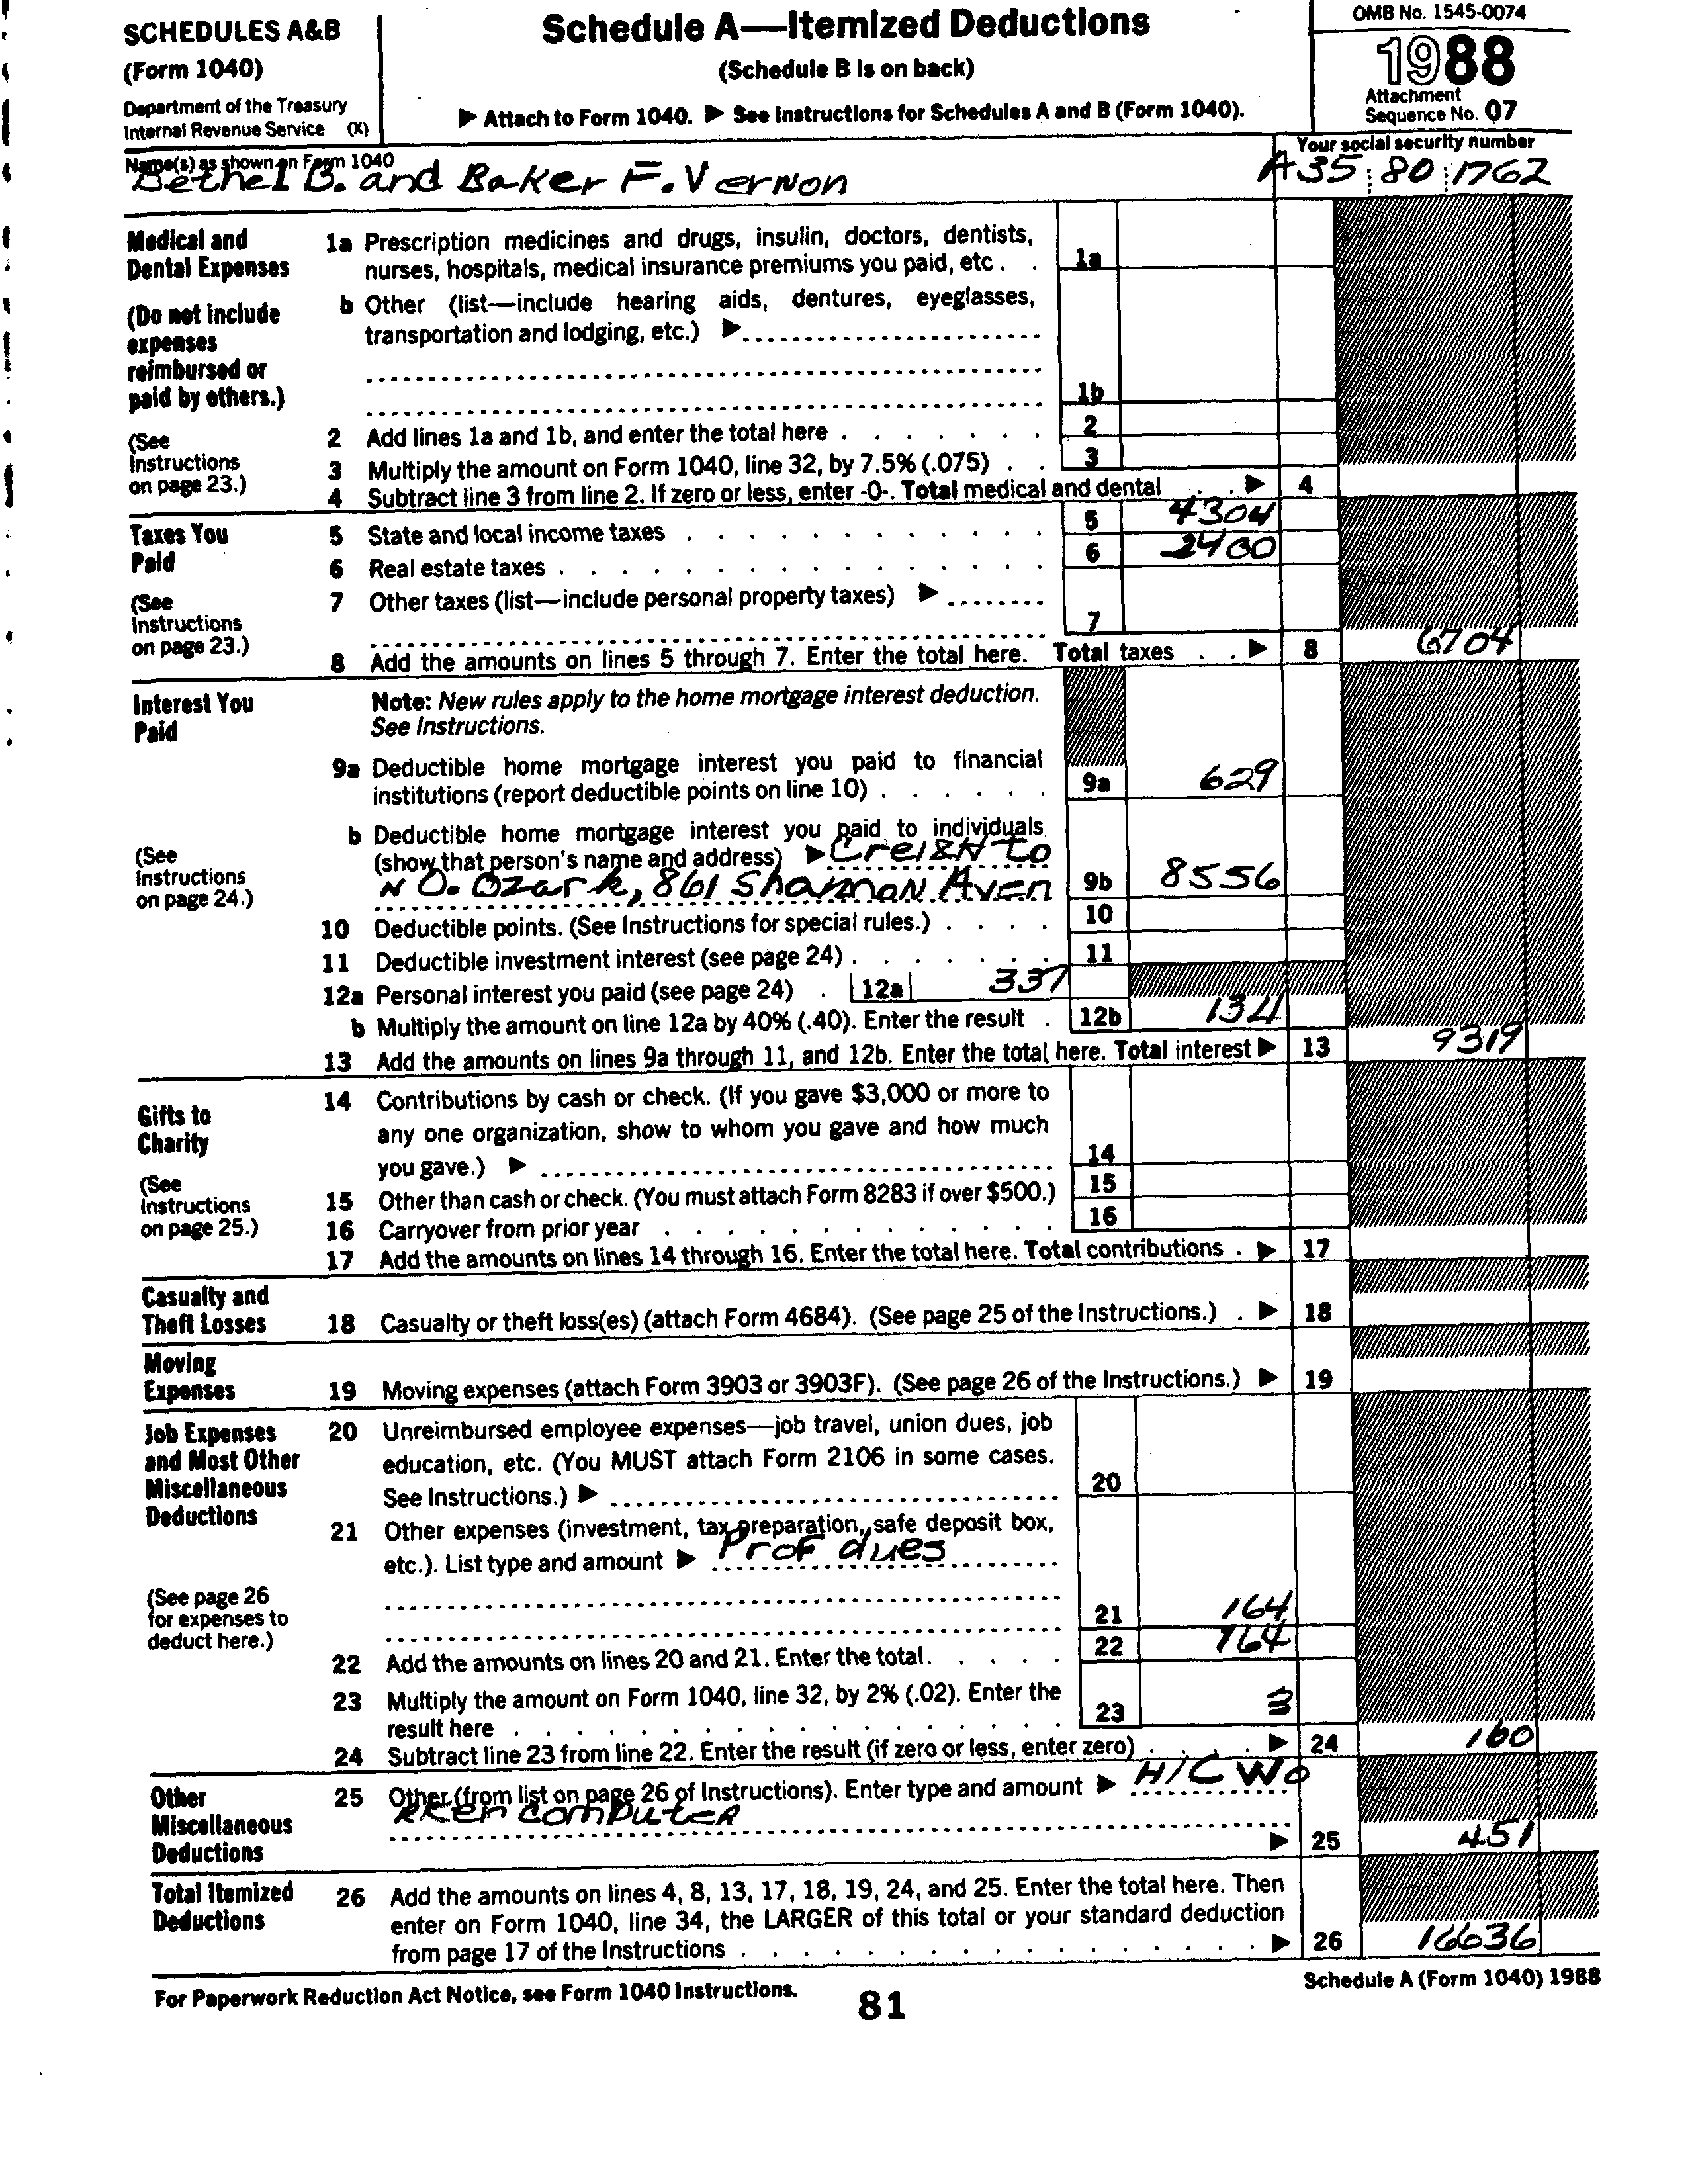 SCHEDULES A&B
(Form 1040)
Department of the Treasury
Internal Revenue Service (X)
Schedule A—Itemized Deductions
(Schedule B is on back)
▶ Attach to Form 1040. ▶ See Instructions for Schedules A and B (Form 1040).
OMB No. 1545-0074
1988
Attachment
Sequence No. 07
Name(s) as shown on Form 1040
Bethel B. and Baker F. Vernon
Your social security number
A35 80 1762
Medical and
Dental Expenses
(Do not include
expenses
reimbursed or
paid by others.)
(See
Instructions
on page 23.)
1a Prescription medicines and drugs, insulin, doctors, dentists,
nurses, hospitals, medical insurance premiums you paid, etc . . 1a
b Other (list—include hearing aids, dentures, eyeglasses,
transportation and lodging, etc.) ▶
1b
2 Add lines 1a and 1b, and enter the total here . . . . . . . 2
3 Multiply the amount on Form 1040, line 32, by 7.5% (.075) . . 3
4 Subtract line 3 from line 2. If zero or less, enter -0-. Total medical and dental . . ▶ 4
Taxes You
Paid
(See
Instructions
on page 23.)
5 State and local income taxes . . . . . . . . . . . . 5 4304
6 Real estate taxes . . . . . . . . . . . . . . 6 2400
7 Other taxes (list—include personal property taxes) ▶
7
8 Add the amounts on lines 5 through 7. Enter the total here. Total taxes . . ▶ 8 6704
Interest You
Paid
(See
Instructions
on page 24.)
Note: New rules apply to the home mortgage interest deduction.
See Instructions.
9a Deductible home mortgage interest you paid to financial
institutions (report deductible points on line 10) . . . . . . 9a 629
b Deductible home mortgage interest you paid to individuals
(show that person's name and address) ▶ CreighTo
N O. Ozark, 861 Shannon Aven 9b 8556
10 Deductible points. (See Instructions for special rules.) . . . . 10
11 Deductible investment interest (see page 24) . . . . . . . 11
12a Personal interest you paid (see page 24) . 12a 337
b Multiply the amount on line 12a by 40% (.40). Enter the result . 12b 134
13 Add the amounts on lines 9a through 11, and 12b. Enter the total here. Total interest ▶ 13 9319
Gifts to
Charity
(See
Instructions
on page 25.)
14 Contributions by cash or check. (If you gave $3,000 or more to
any one organization, show to whom you gave and how much
you gave.) ▶ 14
15 Other than cash or check. (You must attach Form 8283 if over $500.) 15
16 Carryover from prior year . . . . . . . . . . . . . 16
17 Add the amounts on lines 14 through 16. Enter the total here. Total contributions . ▶ 17
Casualty and
Theft Losses
18 Casualty or theft loss(es) (attach Form 4684). (See page 25 of the Instructions.) . ▶ 18
Moving
Expenses
19 Moving expenses (attach Form 3903 or 3903F). (See page 26 of the Instructions.) ▶ 19
Job Expenses
and Most Other
Miscellaneous
Deductions
(See page 26
for expenses to
deduct here.)
20 Unreimbursed employee expenses—job travel, union dues, job
education, etc. (You MUST attach Form 2106 in some cases.
See Instructions.) ▶ 20
21 Other expenses (investment, tax preparation, safe deposit box,
etc.). List type and amount ▶ Prof dues
21 164
22 Add the amounts on lines 20 and 21. Enter the total. . . . . 22 164
23 Multiply the amount on Form 1040, line 32, by 2% (.02). Enter the
result here . . . . . . . . . . . . . . . . . 23 3
24 Subtract line 23 from line 22. Enter the result (if zero or less, enter zero) . . . . ▶ 24 160
Other
Miscellaneous
Deductions
25 Other (from list on page 26 of Instructions). Enter type and amount ▶ H/C Wo
rker computer
▶ 25 451
Total Itemized
Deductions
26 Add the amounts on lines 4, 8, 13, 17, 18, 19, 24, and 25. Enter the total here. Then
enter on Form 1040, line 34, the LARGER of this total or your standard deduction
from page 17 of the Instructions . . . . . . . . . . . . . . . . . ▶ 26 16636
For Paperwork Reduction Act Notice, see Form 1040 Instructions.
Schedule A (Form 1040) 1988
81